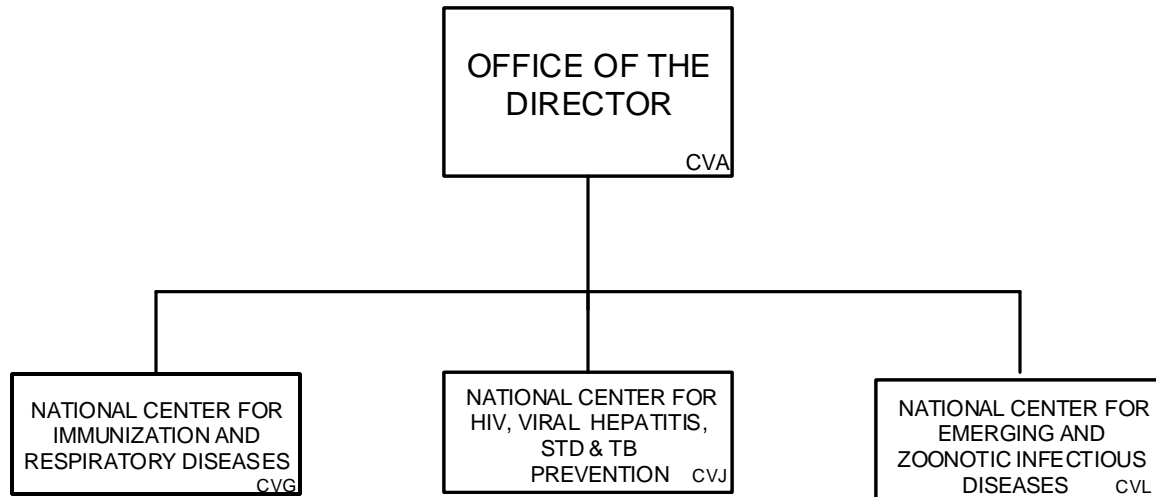 OFFICE OF THE
DIRECTOR
CVA
NATIONAL CENTER FOR
IMMUNIZATION AND
RESPIRATORY DISEASES
CVG
NATIONAL CENTER FOR
HIV, VIRAL HEPATITIS,
STD & TB
PREVENTION CVJ
NATIONAL CENTER FOR
EMERGING AND
ZOONOTIC INFECTIOUS
DISEASES CVL